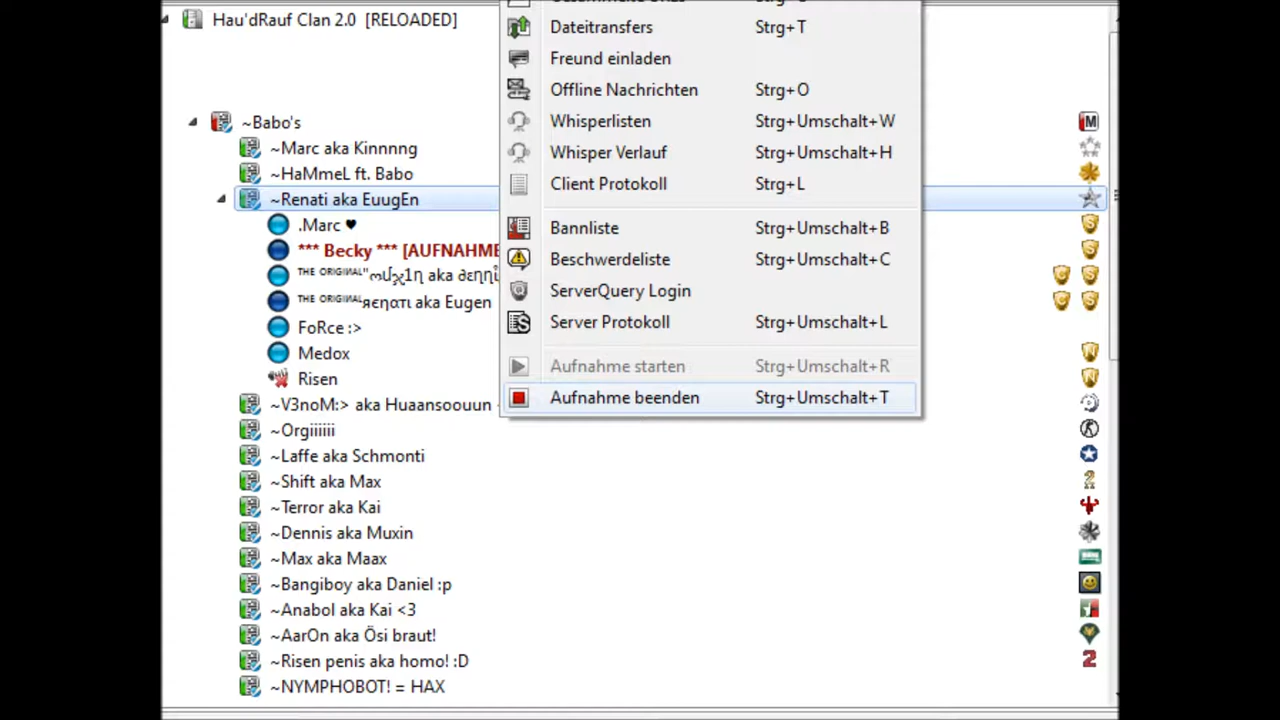 Hau'dRauf Clan 2.0 [RELOADED]
Dateitransfers Strg+T
Freund einladen
Offline Nachrichten Strg+O
Whisperlisten Strg+Umschalt+W
Whisper Verlauf Strg+Umschalt+H
Client Protokoll Strg+L
Bannliste Strg+Umschalt+B
Beschwerdeliste Strg+Umschalt+C
ServerQuery Login
Server Protokoll Strg+Umschalt+L
Aufnahme starten Strg+Umschalt+R
Aufnahme beenden Strg+Umschalt+T
~Babo's
~Marc aka Kinnnng
~HaMmeL ft. Babo
~Renati aka EuugEn
.Marc ♥
*** Becky *** [AUFNAHME
ᵀᴴᴱ ᴼᴿᴵᴳᴵᴻᴬᴸ aka
ᵀᴴᴱ ᴼᴿᴵᴳᴵᴻᴬᴸяєηαтι aka Eugen
FoRce :>
Medox
Risen
~V3noM:> aka Huaansoouun
~Orgiiiiii
~Laffe aka Schmonti
~Shift aka Max
~Terror aka Kai
~Dennis aka Muxin
~Max aka Maax
~Bangiboy aka Daniel :p
~Anabol aka Kai <3
~AarOn aka Ösi braut!
~Risen penis aka homo! :D
~NYMPHOBOT! = HAX